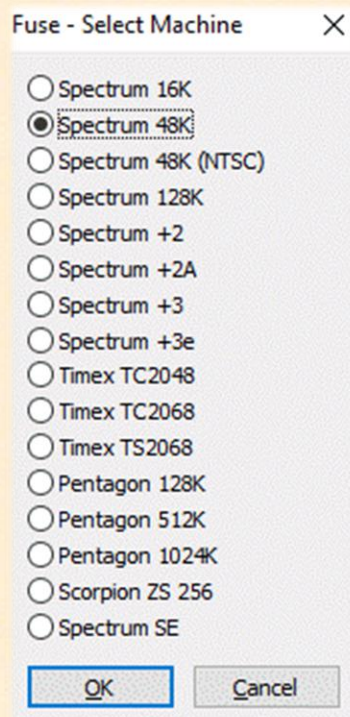 Fuse - Select Machine
Spectrum 16K
Spectrum 48K
Spectrum 48K (NTSC)
Spectrum 128K
Spectrum +2
Spectrum +2A
Spectrum +3
Spectrum +3e
Timex TC2048
Timex TC2068
Timex TS2068
Pentagon 128K
Pentagon 512K
Pentagon 1024K
Scorpion ZS 256
Spectrum SE
OK Cancel